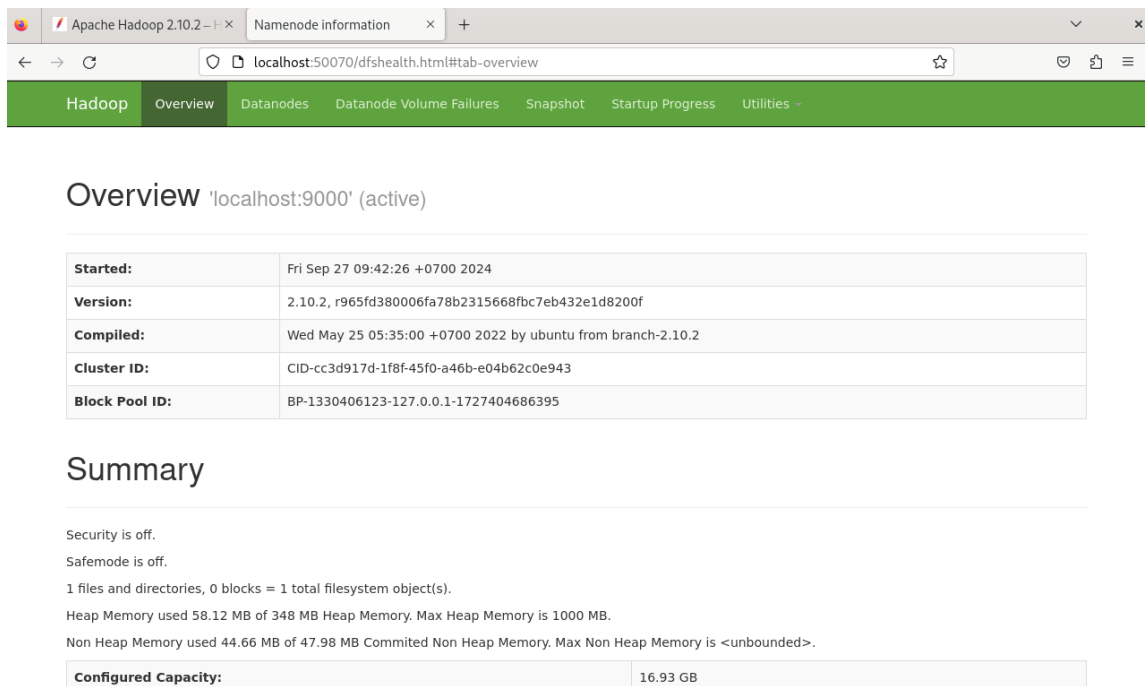 Apache Hadoop 2.10.2 – H
Namenode information
localhost:50070/dfshealth.html#tab-overview
Hadoop Overview Datanodes Datanode Volume Failures Snapshot Startup Progress Utilities
Overview 'localhost:9000' (active)
Started: Fri Sep 27 09:42:26 +0700 2024
Version: 2.10.2, r965fd380006fa78b2315668fbc7eb432e1d8200f
Compiled: Wed May 25 05:35:00 +0700 2022 by ubuntu from branch-2.10.2
Cluster ID: CID-cc3d917d-1f8f-45f0-a46b-e04b62c0e943
Block Pool ID: BP-1330406123-127.0.0.1-1727404686395
Summary
Security is off.
Safemode is off.
1 files and directories, 0 blocks = 1 total filesystem object(s).
Heap Memory used 58.12 MB of 348 MB Heap Memory. Max Heap Memory is 1000 MB.
Non Heap Memory used 44.66 MB of 47.98 MB Commited Non Heap Memory. Max Non Heap Memory is <unbounded>.
Configured Capacity: 16.93 GB